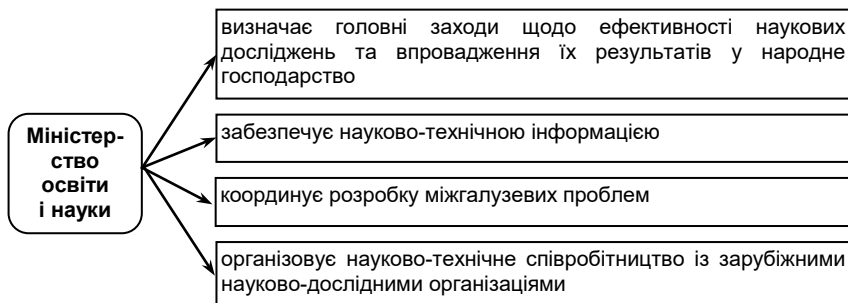 визначає головні заходи щодо ефективності наукових
досліджень та впровадження їх результатів у народне
господарство
Міністер-
ство
освіти
і науки
забезпечує науково-технічною інформацією
координує розробку міжгалузевих проблем
організовує науково-технічне співробітництво із зарубіжними
науково-дослідними організаціями